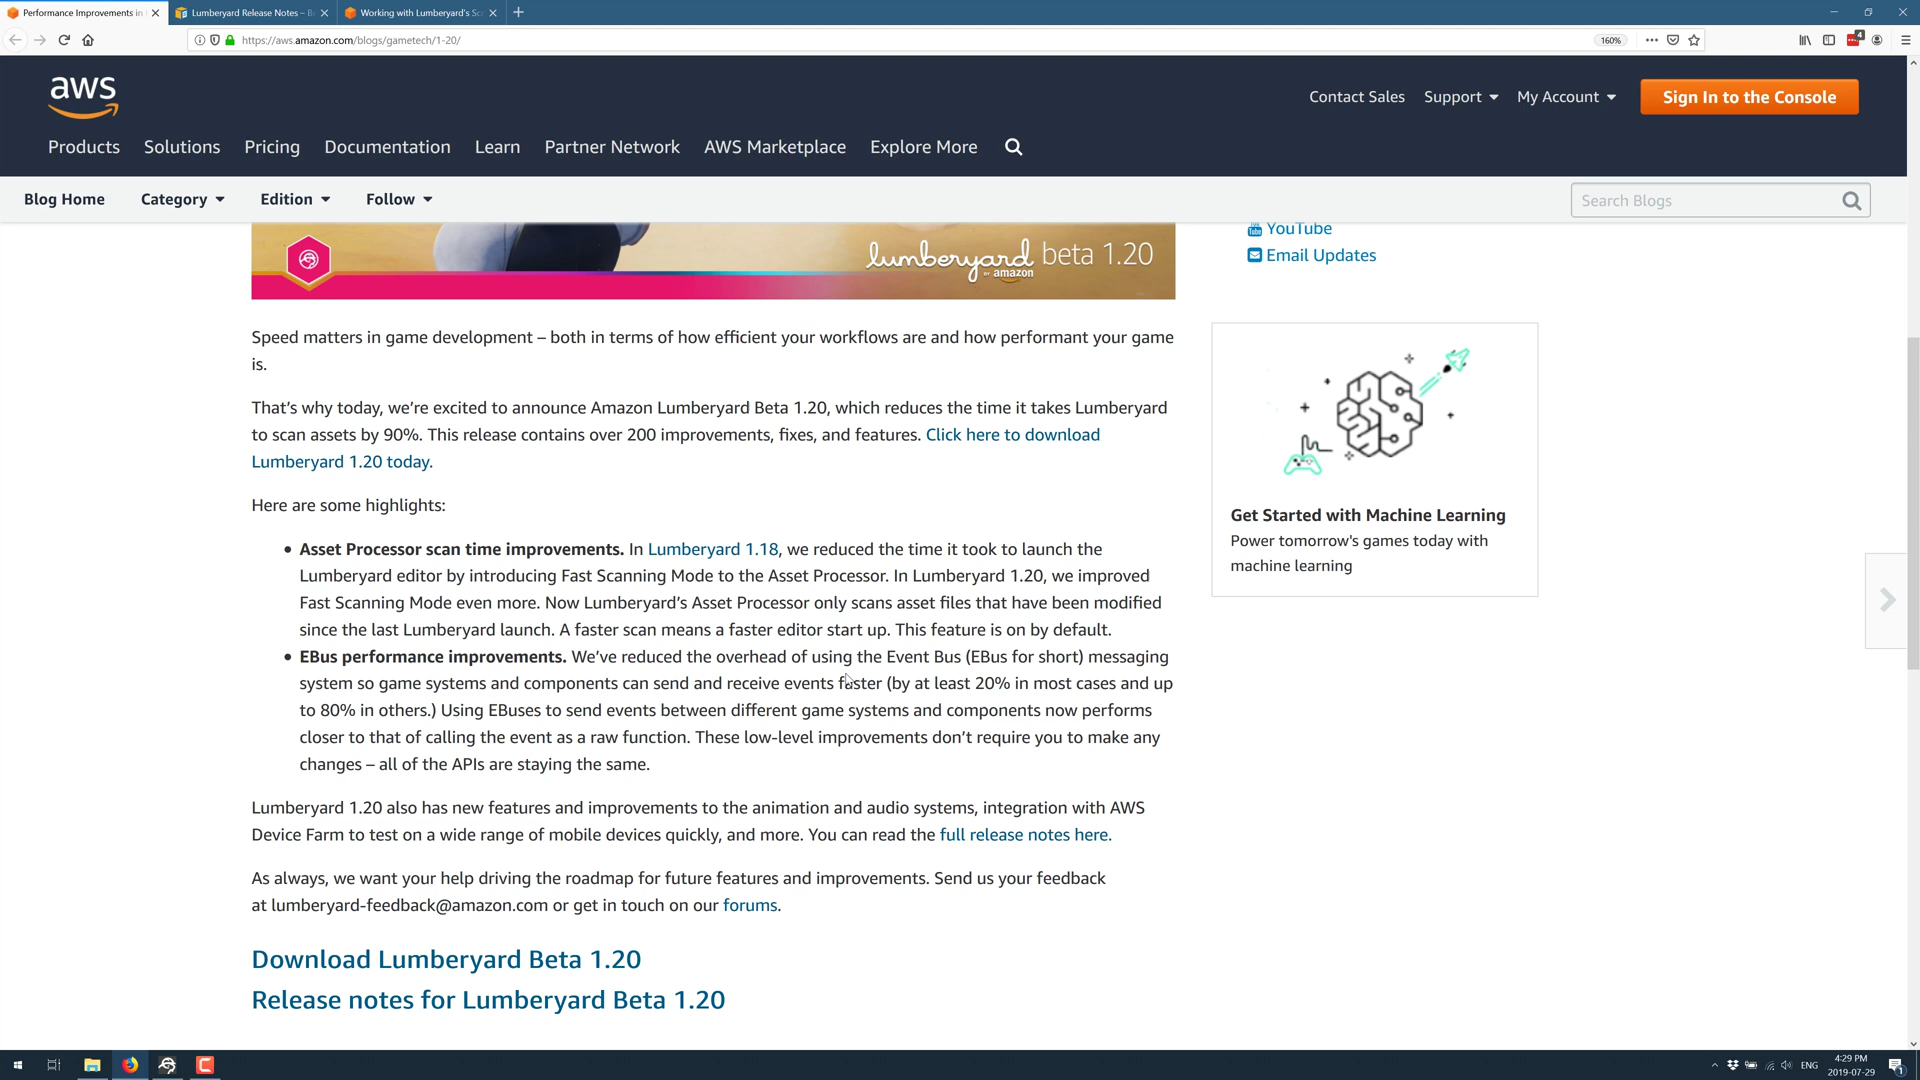 Performance Improvements in
Lumberyard Release Notes – Be
Working with Lumberyard's Sc
https://aws.amazon.com/blogs/gametech/1-20/
160%
4
aws
Contact Sales
Support
My Account
Sign In to the Console
Products
Solutions
Pricing
Documentation
Learn
Partner Network
AWS Marketplace
Explore More
Blog Home
Category
Edition
Follow
Search Blogs
lumberyard beta 1.20
BY amazon
YouTube
Email Updates
Speed matters in game development – both in terms of how efficient your workflows are and how performant your game
is.
That's why today, we're excited to announce Amazon Lumberyard Beta 1.20, which reduces the time it takes Lumberyard
to scan assets by 90%. This release contains over 200 improvements, fixes, and features. Click here to download
Lumberyard 1.20 today.
Here are some highlights:
• Asset Processor scan time improvements. In Lumberyard 1.18, we reduced the time it took to launch the
Lumberyard editor by introducing Fast Scanning Mode to the Asset Processor. In Lumberyard 1.20, we improved
Fast Scanning Mode even more. Now Lumberyard's Asset Processor only scans asset files that have been modified
since the last Lumberyard launch. A faster scan means a faster editor start up. This feature is on by default.
• EBus performance improvements. We've reduced the overhead of using the Event Bus (EBus for short) messaging
system so game systems and components can send and receive events faster (by at least 20% in most cases and up
to 80% in others.) Using EBuses to send events between different game systems and components now performs
closer to that of calling the event as a raw function. These low-level improvements don't require you to make any
changes – all of the APIs are staying the same.
Lumberyard 1.20 also has new features and improvements to the animation and audio systems, integration with AWS
Device Farm to test on a wide range of mobile devices quickly, and more. You can read the full release notes here.
As always, we want your help driving the roadmap for future features and improvements. Send us your feedback
at lumberyard-feedback@amazon.com or get in touch on our forums.
Download Lumberyard Beta 1.20
Release notes for Lumberyard Beta 1.20
Get Started with Machine Learning
Power tomorrow's games today with
machine learning
ENG
4:29 PM
2019-07-29
1